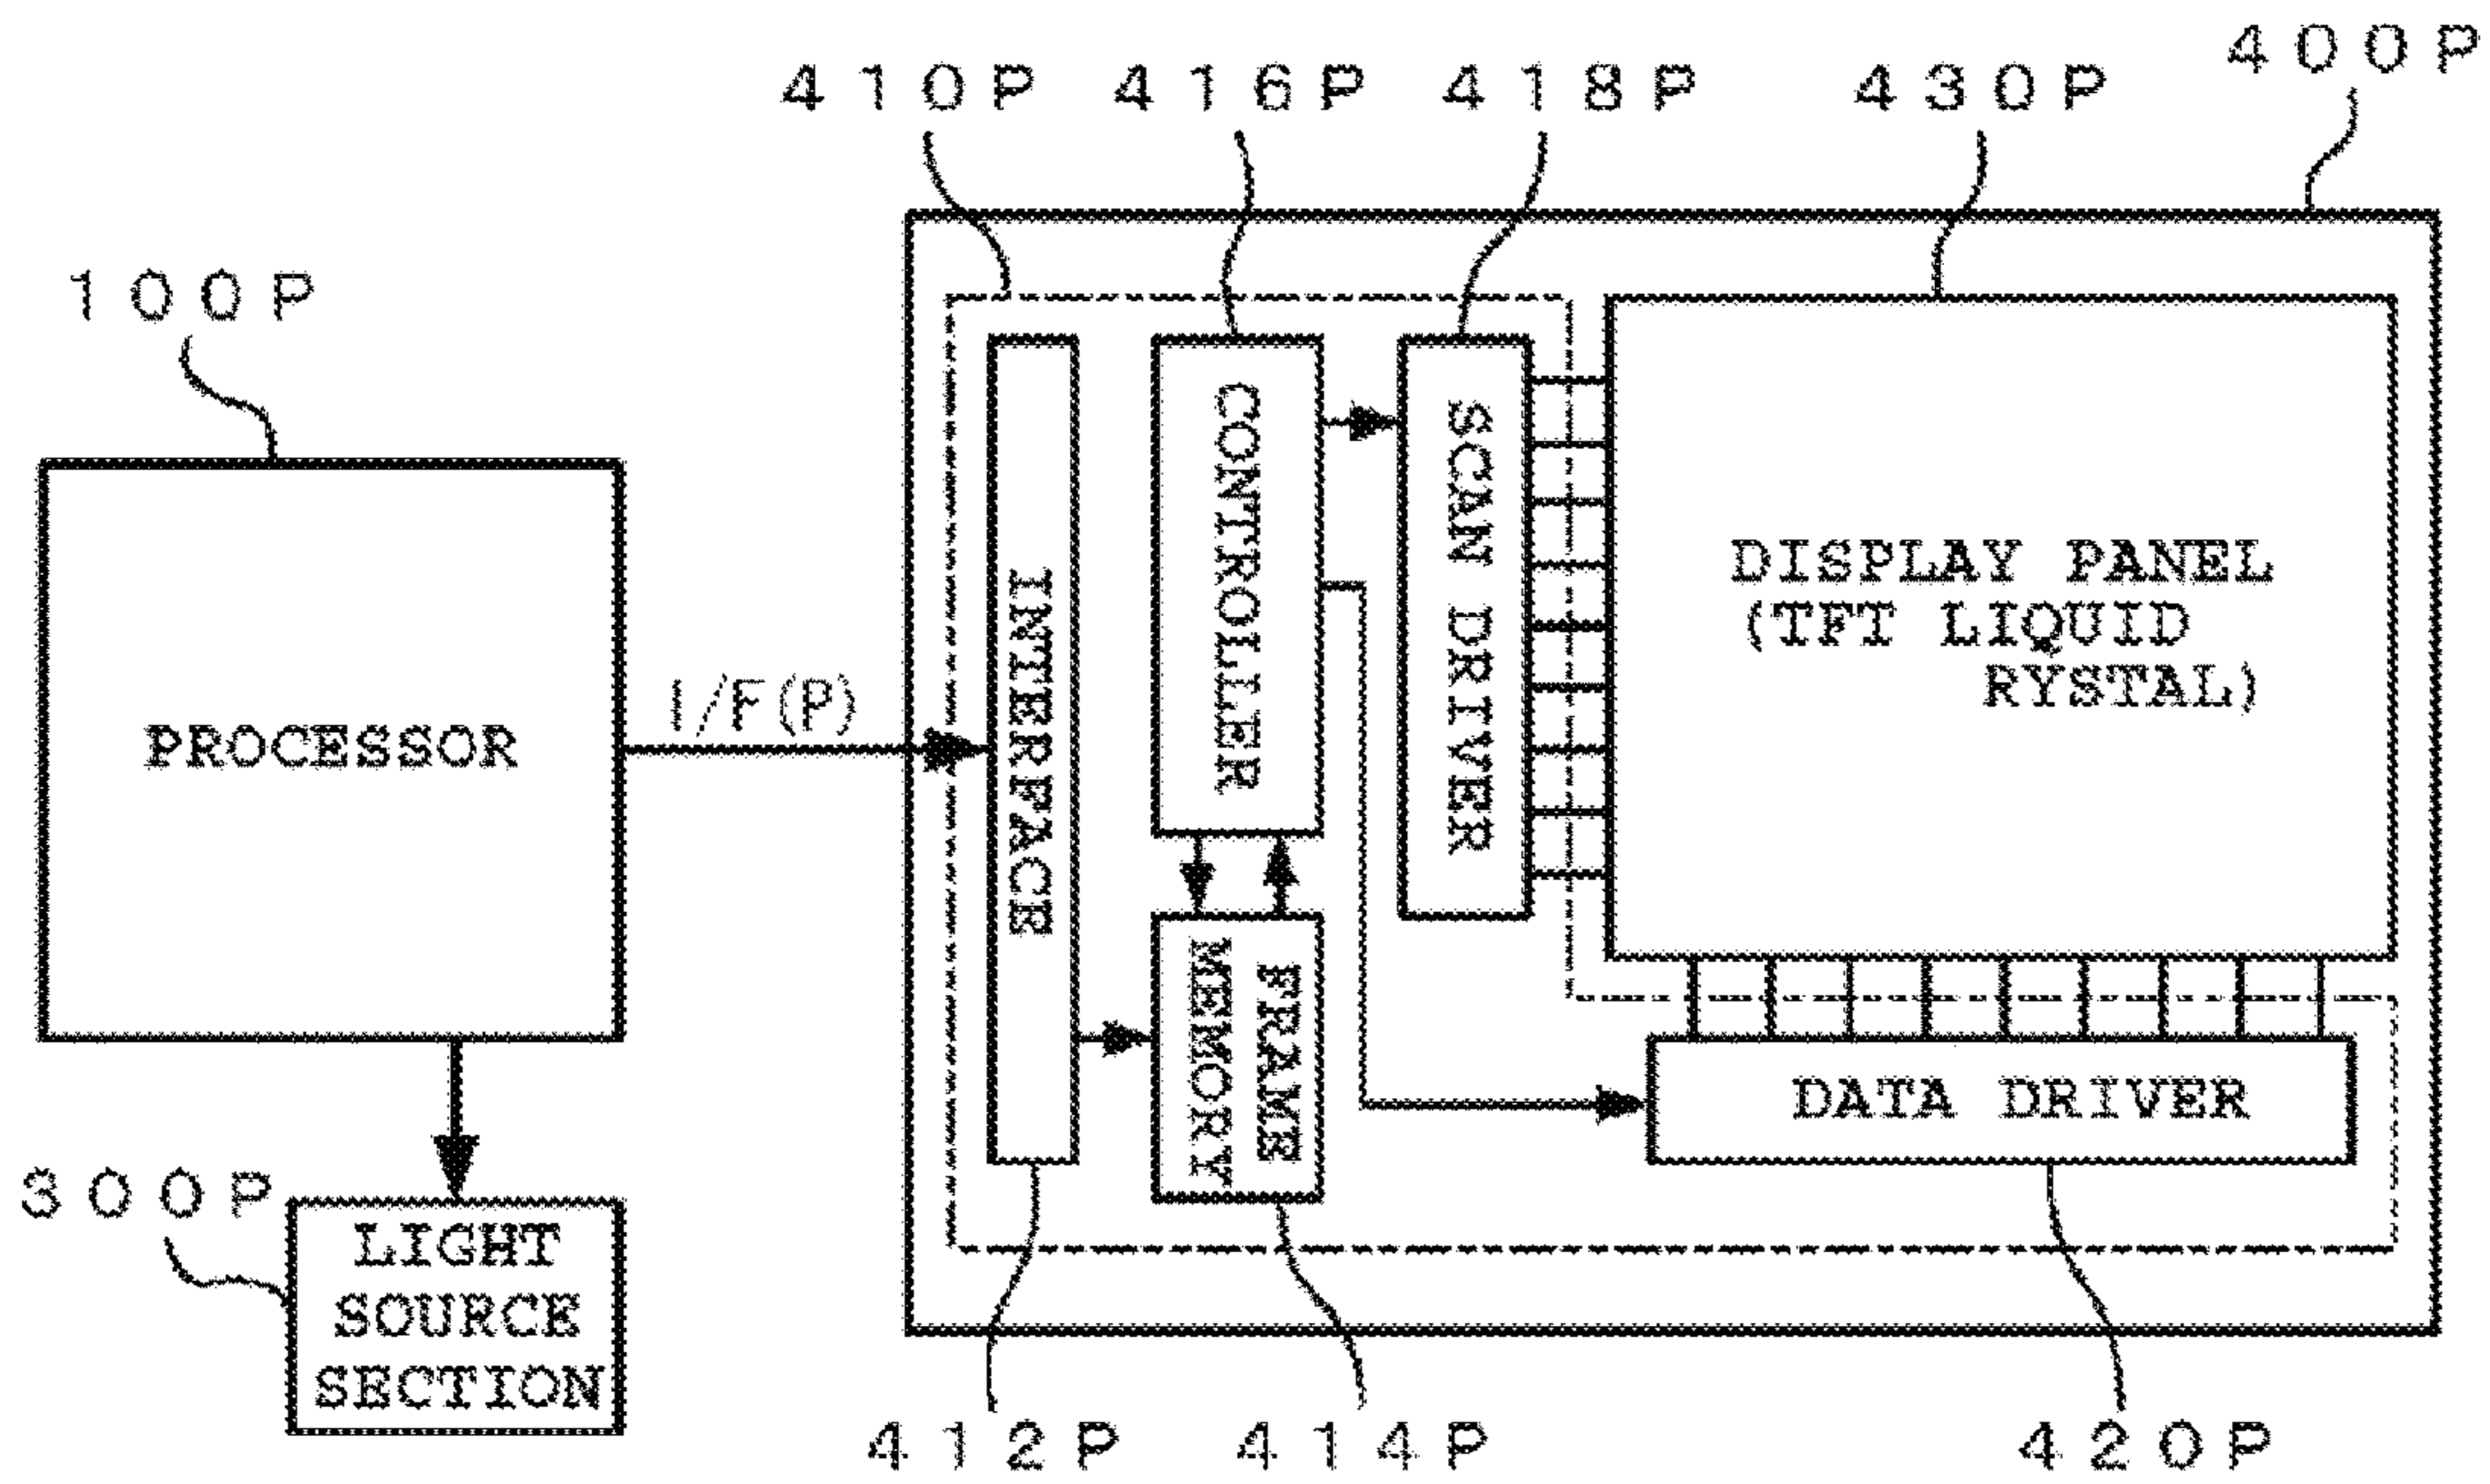 400P
410P 416P 418P 430P
100P
PROCESSOR
I/F(P)
INTERFACE
CONTROLLER
SCAN DRIVER
DISPLAY PANEL
(TFT LIQUID
RYSTAL)
FRAME
MEMORY
DATA DRIVER
300P
LIGHT
SOURCE
SECTION
412P 414P 420P